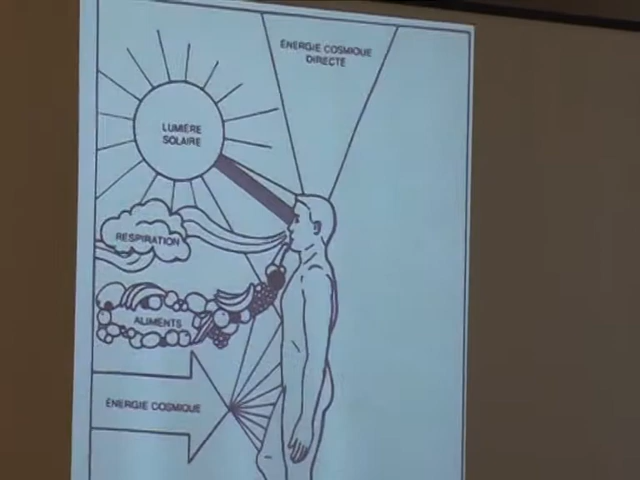 ÉNERGIE COSMIQUE
DIRECTE
LUMIÈRE
SOLAIRE
RESPIRATION
ALIMENTS
ÉNERGIE COSMIQUE